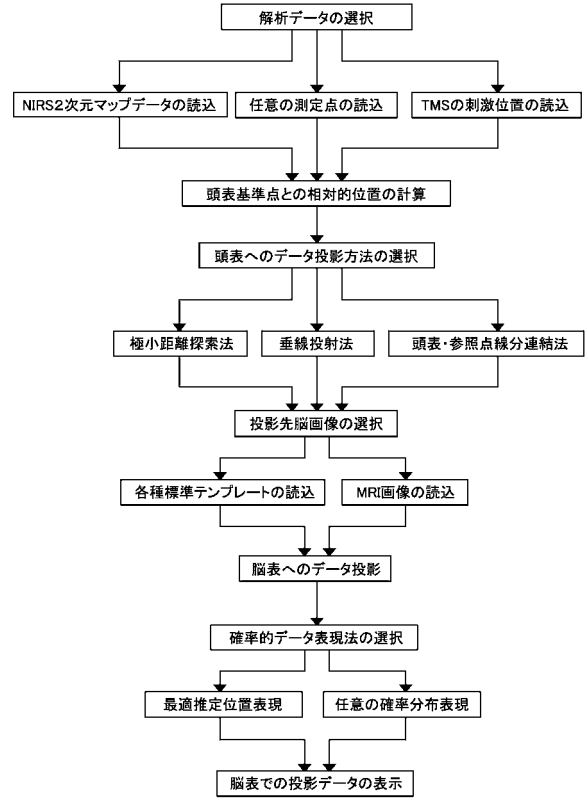 解析データの選択
NIRS2次元マップデータの読込
任意の測定点の読込
TMSの刺激位置の読込
頭表基準点との相対的位置の計算
頭表へのデータ投影方法の選択
極小距離探索法
垂線投射法
頭表・参照点線分連結法
投影先脳画像の選択
各種標準テンプレートの読込
MRI画像の読込
脳表へのデータ投影
確率的データ表現法の選択
最適推定位置表現
任意の確率分布表現
脳表での投影データの表示